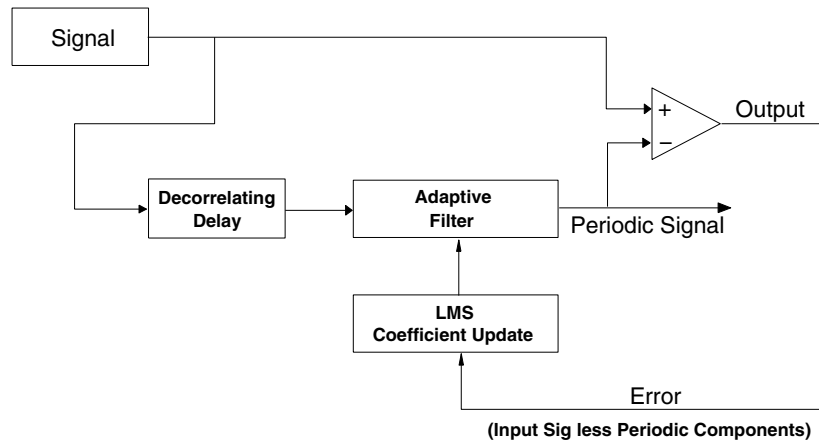 Signal
+
−
Output
Decorrelating
Delay
Adaptive
Filter
Periodic Signal
LMS
Coefficient Update
Error
(Input Sig less Periodic Components)